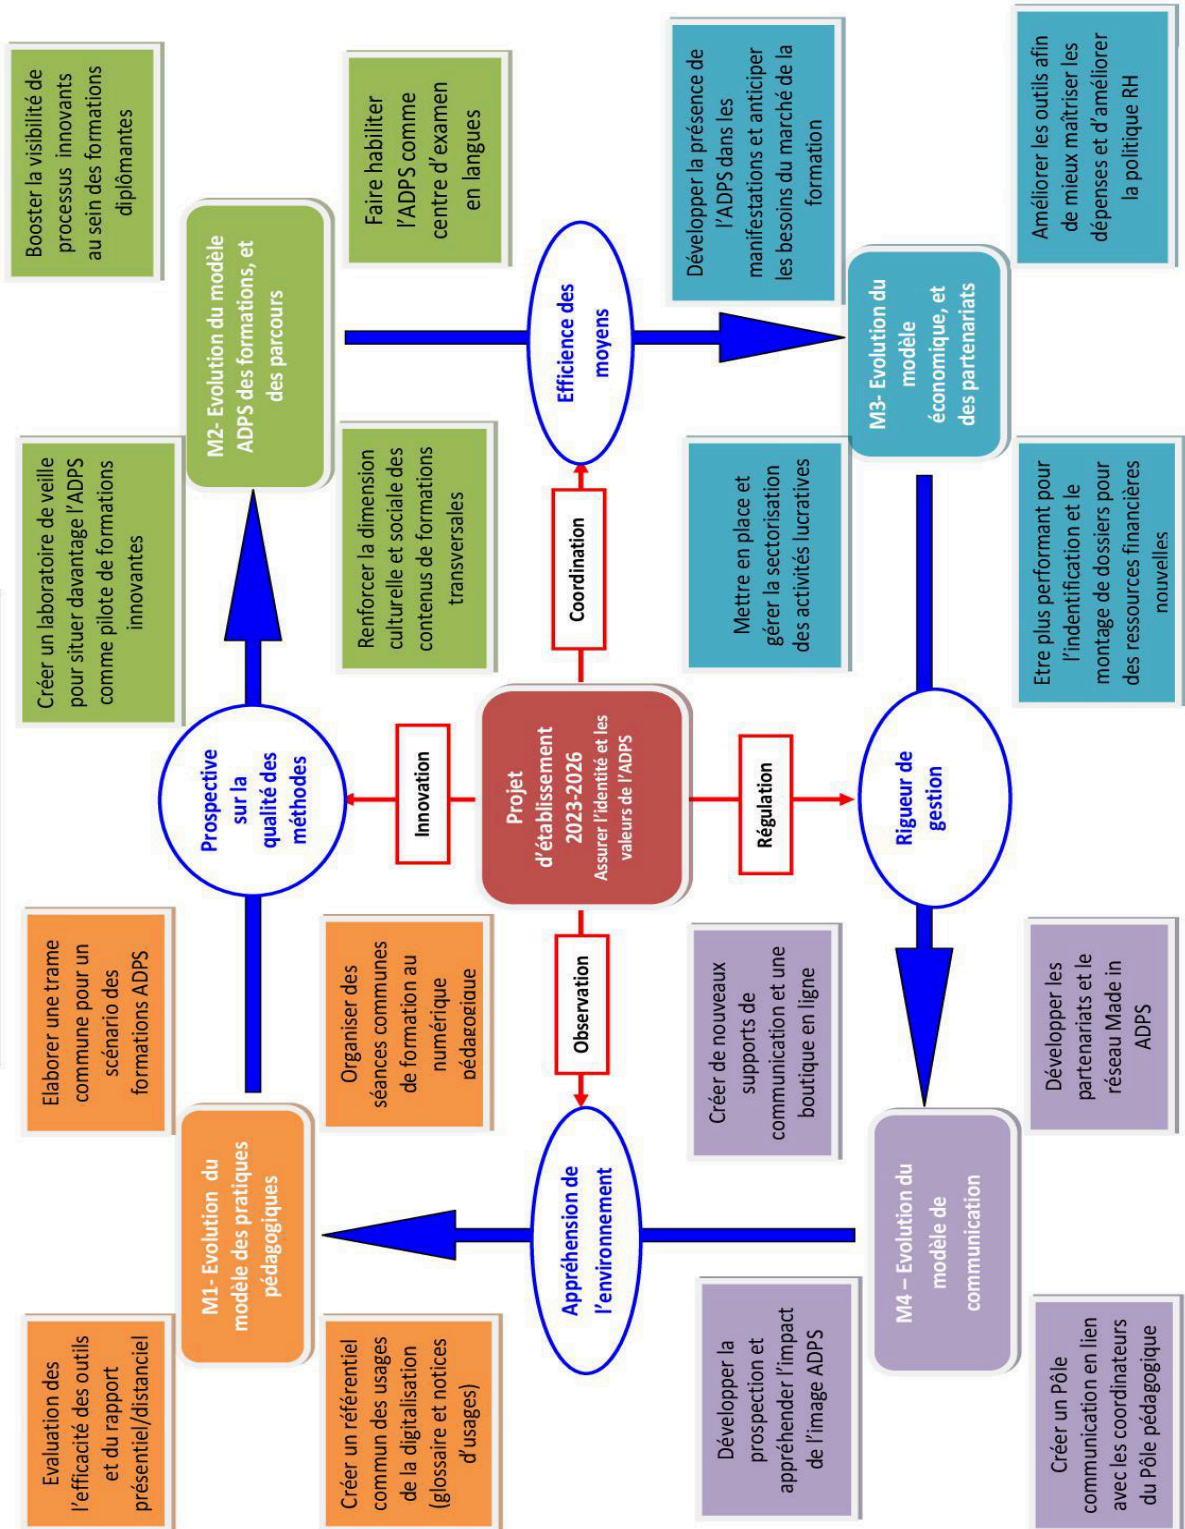 Evaluation des
l'efficacité des outils
et du rapport
présentiel/distanciel
Elaborer une trame
commune pour un
scénario des
formations ADPS
Créer un laboratoire de veille
pour situer davantage l'ADPS
comme pilote de formations
innovantes
Booster la visibilité de
processus innovants
au sein des formations
diplômantes
M1- Evolution du
modèle des pratiques
pédagogiques
Prospective
sur la
qualité des
méthodes
M2- Evolution du modèle
ADPS des formations, et
des parcours
Créer un référentiel
commun des usages
de la digitalisation
(glossaire et notices
d'usages)
Organiser des
séances communes
de formation au
numérique
pédagogique
Innovation
Renforcer la dimension
culturelle et sociale des
contenus de formations
transversales
Faire habiliter
l'ADPS comme
centre d'examen
en langues
Appréhension de
l'environnement
Observation
Projet
d'établissement
2023-2026
Assurer l'identité et les
valeurs de l'ADPS
Coordination
Efficience des
moyens
Développer la
prospection et
appréhender l'impact
de l'image ADPS
Créer de nouveaux
supports de
communication et une
boutique en ligne
Régulation
Mettre en place et
gérer la sectorisation
des activités lucratives
Développer la présence de
l'ADPS dans les
manifestations et anticiper
les besoins du marché de la
formation
M4 – Evolution du
modèle de
communication
Rigueur de
gestion
M3- Evolution du
modèle
économique, et
des partenariats
Créer un Pôle
communication en lien
avec les coordinateurs
du Pôle pédagogique
Développer les
partenariats et le
réseau Made in
ADPS
Etre plus performant pour
l'indentification et le
montage de dossiers pour
des ressources financières
nouvelles
Améliorer les outils afin
de mieux maîtriser les
dépenses et d'améliorer
la politique RH